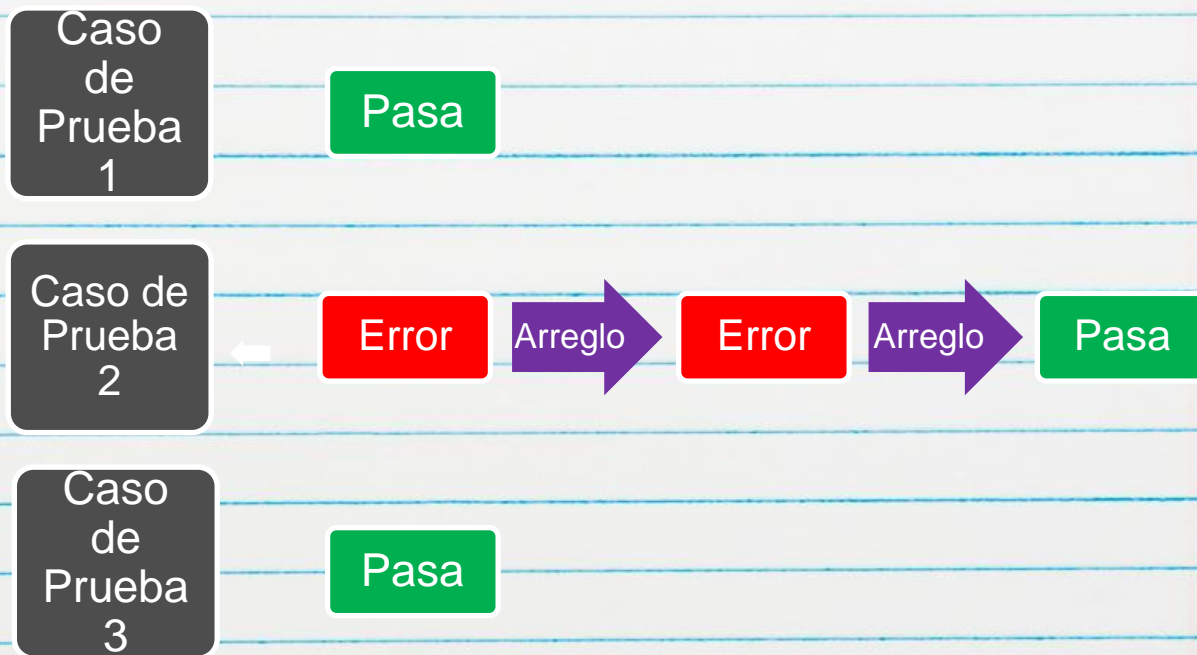 Caso
de
Prueba
1
Pasa
Caso de
Prueba
2
Error
Arreglo
Error
Arreglo
Pasa
Caso
de
Prueba
3
Pasa